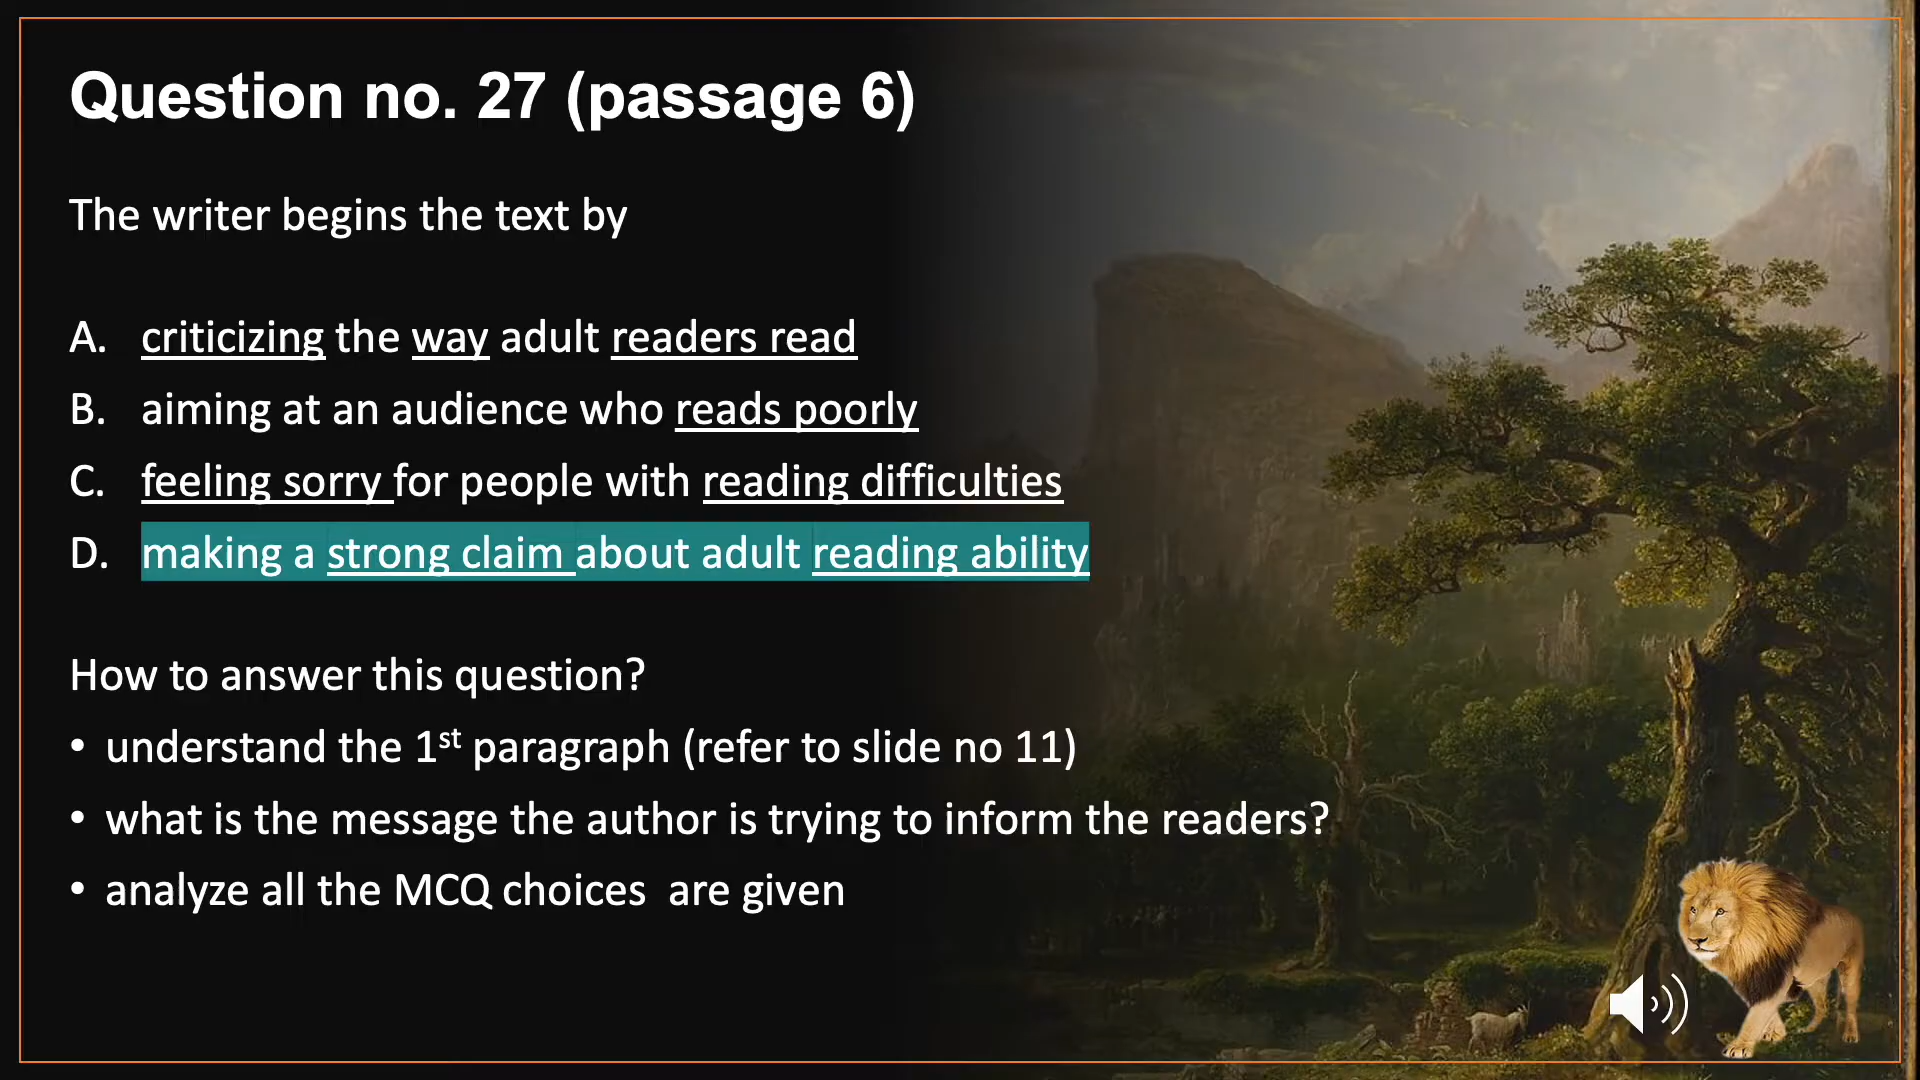 Question no. 27 (passage 6)
The writer begins the text by
A. criticizing the way adult readers read
B. aiming at an audience who reads poorly
C. feeling sorry for people with reading difficulties
D. making a strong claim about adult reading ability
How to answer this question?
• understand the 1st paragraph (refer to slide no 11)
• what is the message the author is trying to inform the readers?
• analyze all the MCQ choices  are given